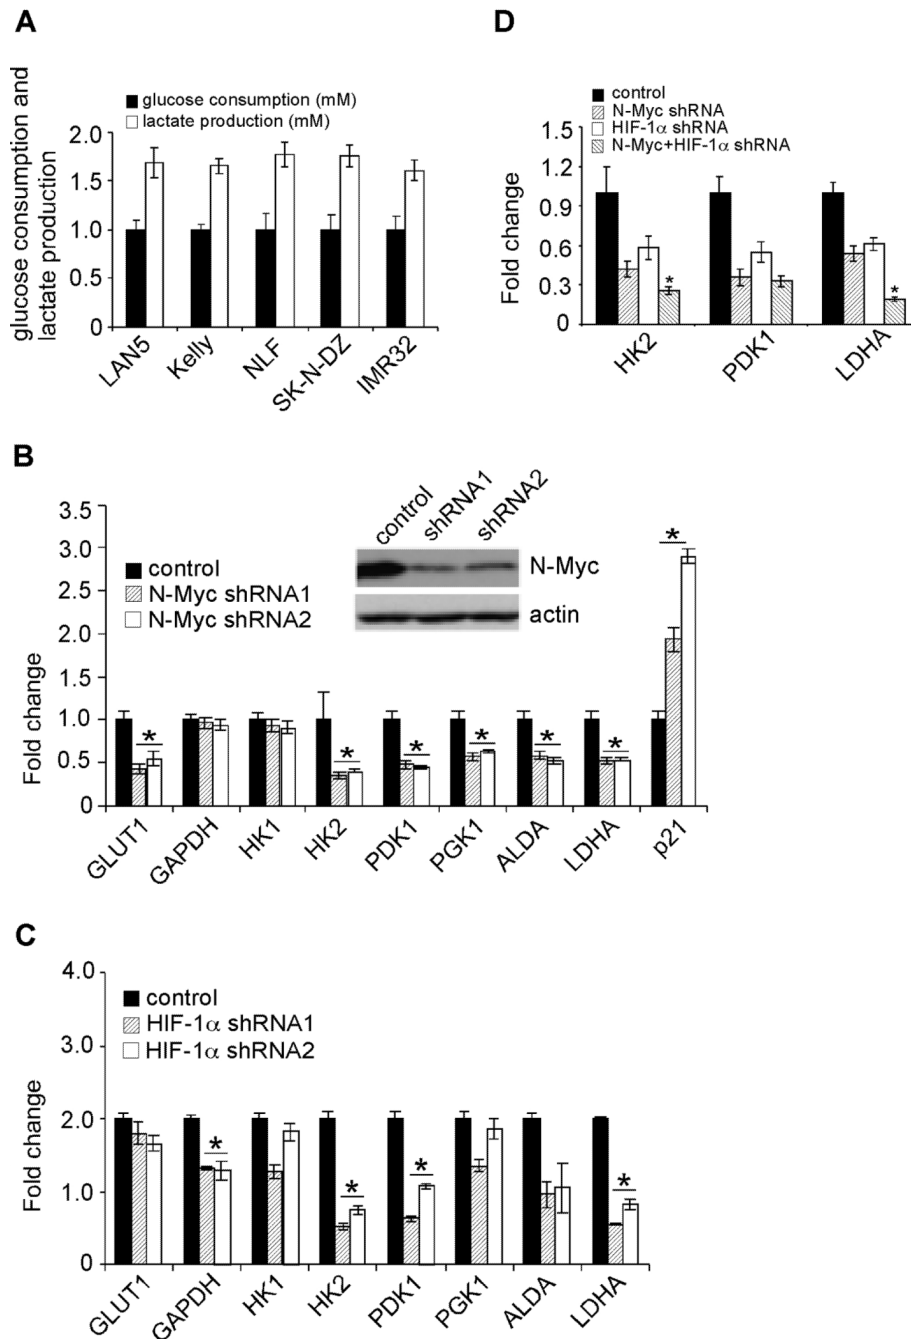 A
glucose consumption (mM)
lactate production (mM)
glucose consumption and
lactate production
2.0
1.5
1.0
0.5
0
LAN5
Kelly
NLF
SK-N-DZ
IMR32
D
control
N-Myc shRNA
HIF-1α shRNA
N-Myc+HIF-1α shRNA
Fold change
1.5
1.2
0.9
0.6
0.3
0
*
*
HK2
PDK1
LDHA
B
control
shRNA1
shRNA2
N-Myc
actin
control
N-Myc shRNA1
N-Myc shRNA2
Fold change
3.5
3.0
2.5
2.0
1.5
1.0
0.5
0
*
*
*
*
*
*
*
GLUT1
GAPDH
HK1
HK2
PDK1
PGK1
ALDA
LDHA
p21
C
control
HIF-1α shRNA1
HIF-1α shRNA2
Fold change
4.0
3.0
2.0
1.0
0
*
*
*
*
GLUT1
GAPDH
HK1
HK2
PDK1
PGK1
ALDA
LDHA